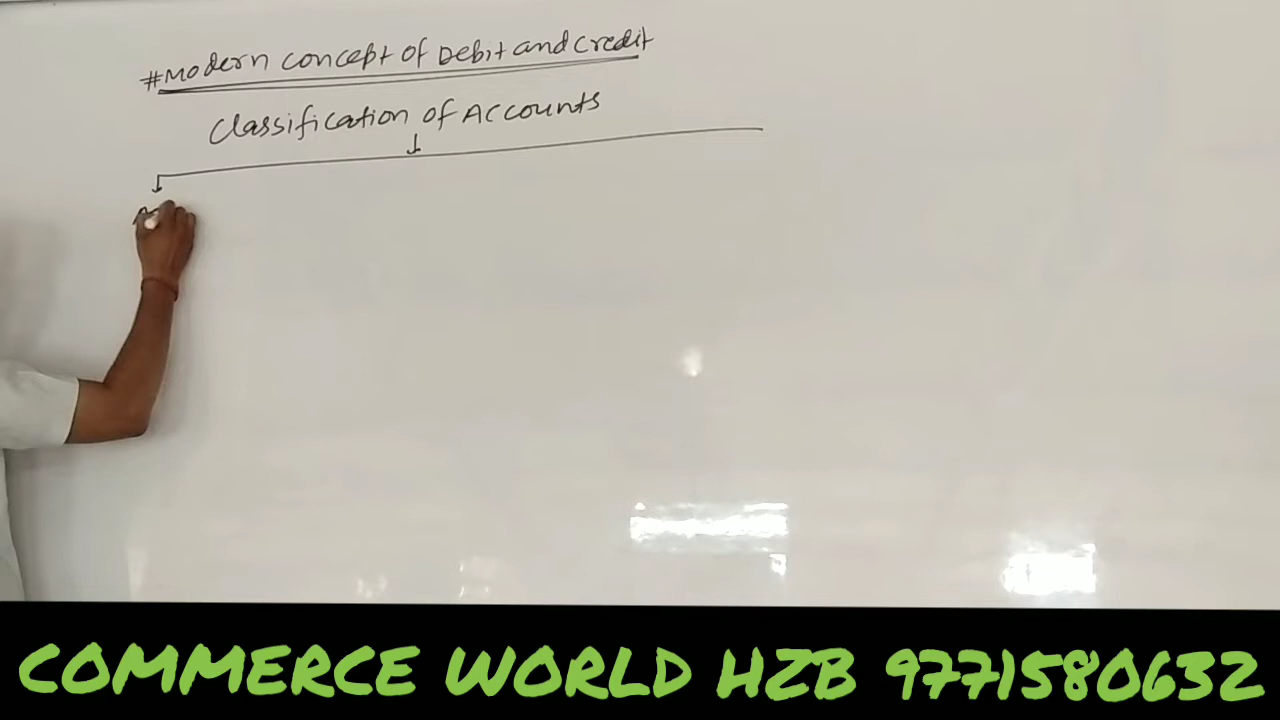 #Modern concept of Debit and credit
Classification of Accounts
COMMERCE WORLD HZB 9771580632